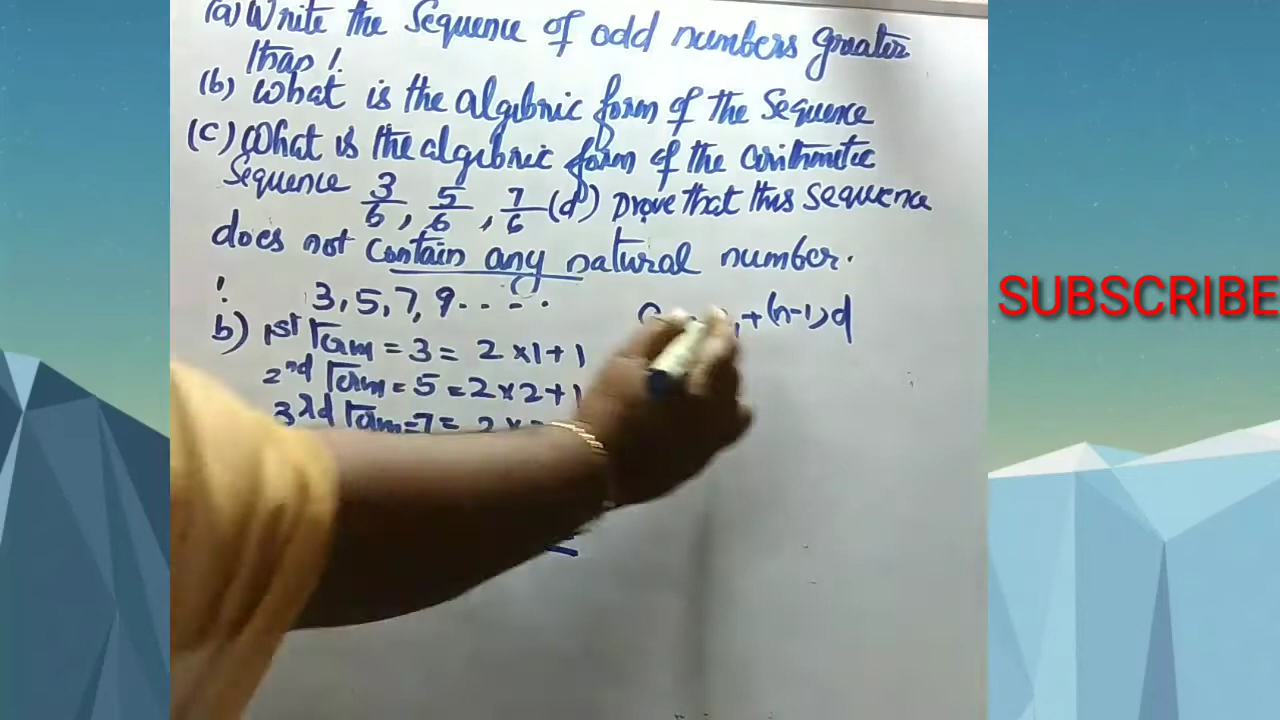 (a) Write the Sequence of odd numbers greater
than 1.
(b) What is the algebric form of the Sequence
(c) What is the algebric form of the arithmetic
Sequence 3/6, 5/6, 7/6 (d) prove that this sequence
does not contain any natural number.
3, 5, 7, 9.....
b) 1st Term = 3 = 2 × 1 + 1
2nd Term = 5 = 2 × 2 + 1
3rd Term = 7 = 2 ×
+ (n-1) d
SUBSCRIBE